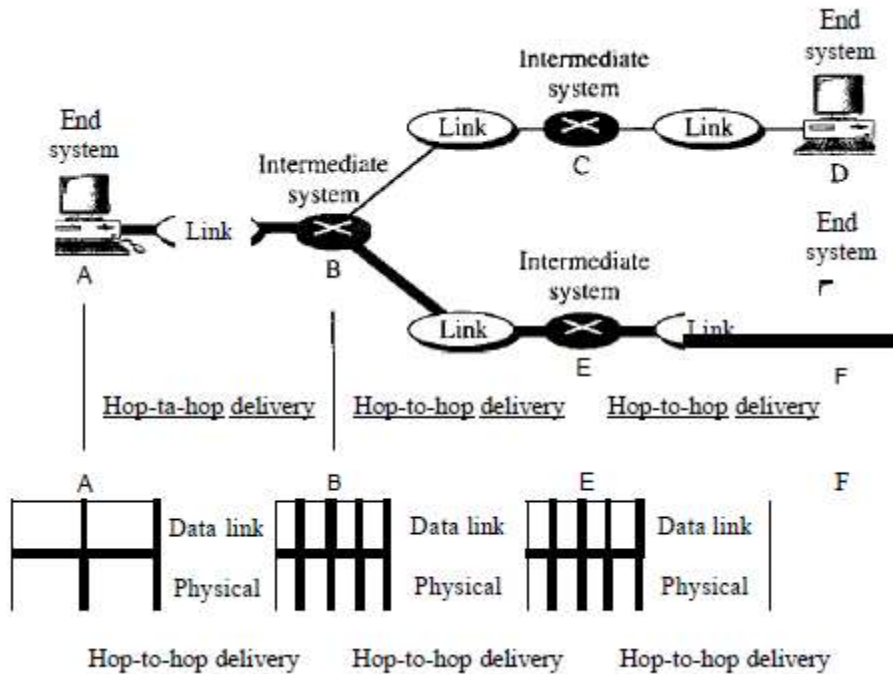 End
system
Intermediate
system
Link
C
Link
D
End
system
A
Link
Intermediate
system
B
Intermediate
system
Link
E
Link
End
system
F
Hop-ta-hop delivery
Hop-to-hop delivery
Hop-to-hop delivery
A
B
E
F
Data link
Data link
Data link
Physical
Physical
Physical
Hop-to-hop delivery
Hop-to-hop delivery
Hop-to-hop delivery